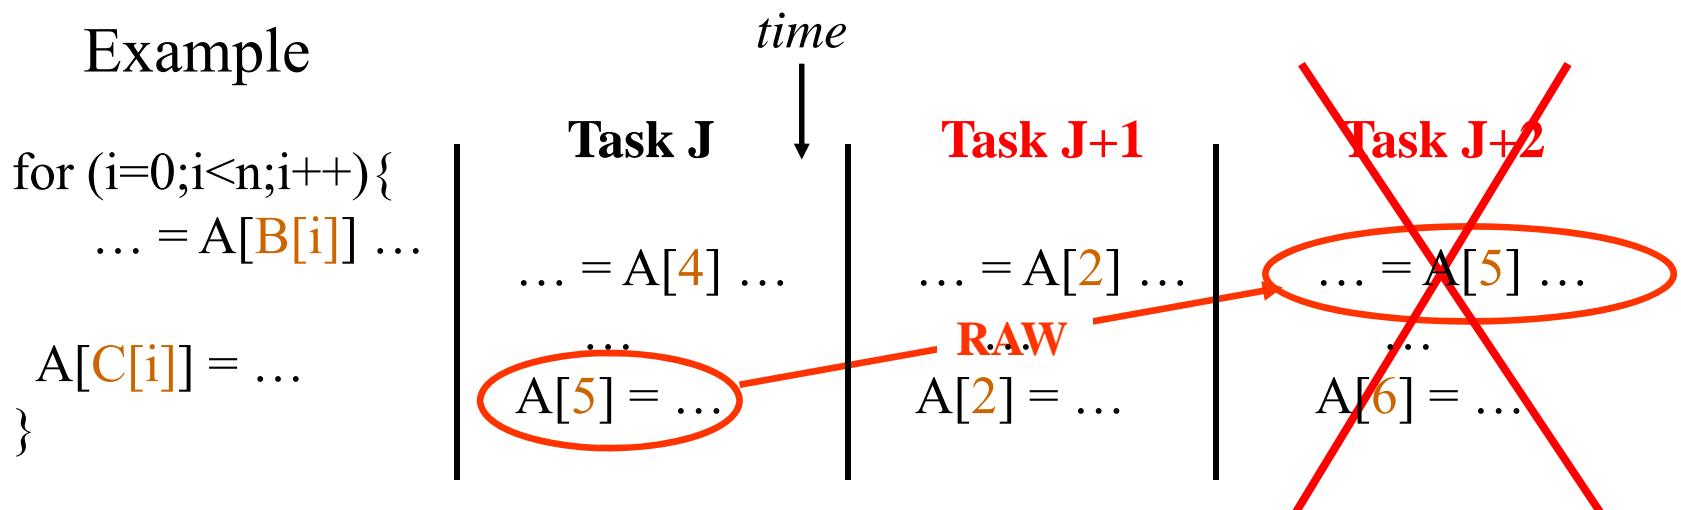 Example
for (i=0;i<n;i++){
… = A[B[i]] …
A[C[i]] = …
}
time
Task J
… = A[4] …
…
A[5] = …
RAW
Task J+1
… = A[2] …
…
A[2] = …
Task J+2
… = A[5] …
…
A[6] = …